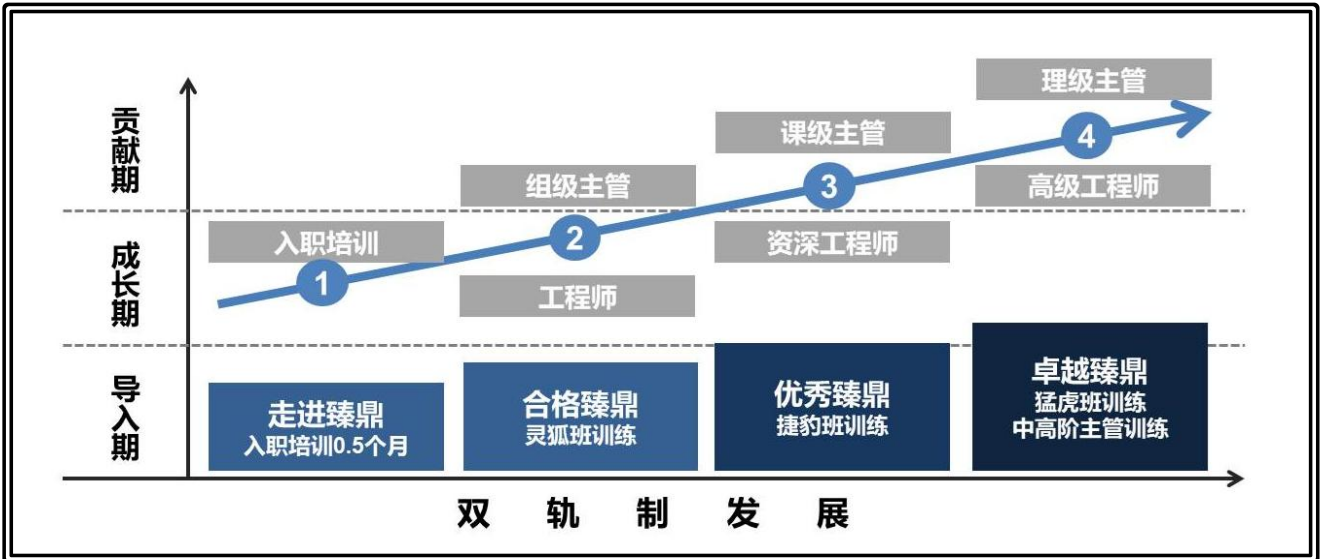 贡献期
成长期
导入期
理级主管
课级主管
4
组级主管
3
高级工程师
入职培训
2
资深工程师
1
工程师
走进臻鼎
入职培训0.5个月
合格臻鼎
灵狐班训练
优秀臻鼎
捷豹班训练
卓越臻鼎
猛虎班训练
中高阶主管训练
双轨制发展